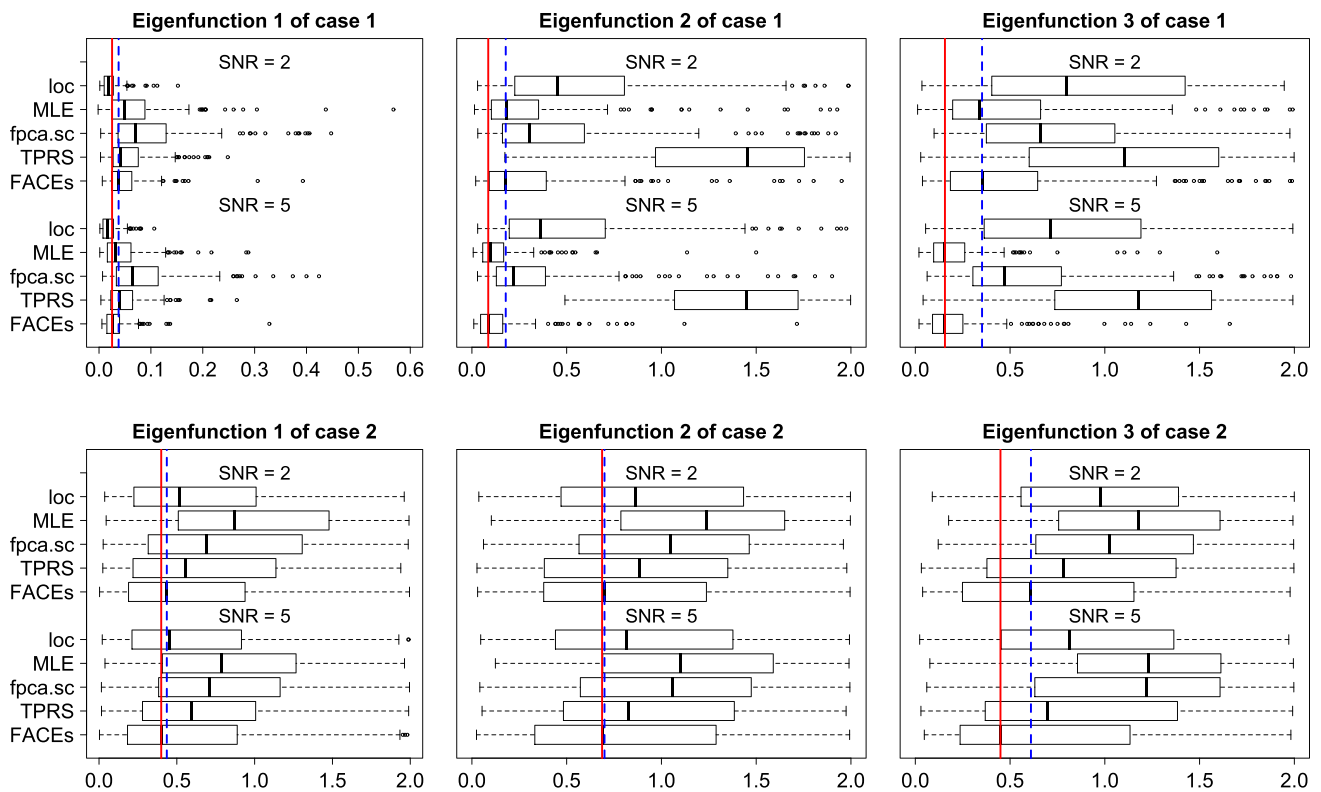 Eigenfunction 1 of case 1
SNR = 2
loc
MLE
fpca.sc
TPRS
FACEs
SNR = 5
loc
MLE
fpca.sc
TPRS
FACEs
0.0 0.1 0.2 0.3 0.4 0.5 0.6
Eigenfunction 2 of case 1
SNR = 2
SNR = 5
0.0 0.5 1.0 1.5 2.0
Eigenfunction 3 of case 1
SNR = 2
SNR = 5
0.0 0.5 1.0 1.5 2.0
Eigenfunction 1 of case 2
SNR = 2
loc
MLE
fpca.sc
TPRS
FACEs
SNR = 5
loc
MLE
fpca.sc
TPRS
FACEs
0.0 0.5 1.0 1.5 2.0
Eigenfunction 2 of case 2
SNR = 2
SNR = 5
0.0 0.5 1.0 1.5 2.0
Eigenfunction 3 of case 2
SNR = 2
SNR = 5
0.0 0.5 1.0 1.5 2.0